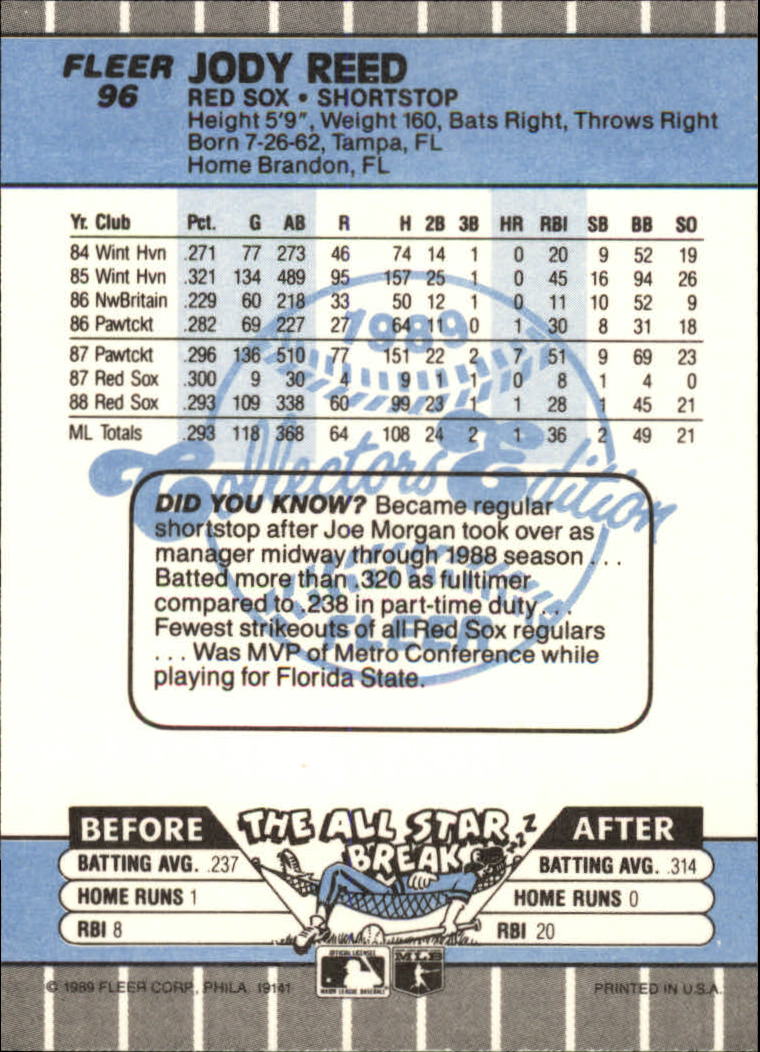 FLEER JODY REED
96 RED SOX • SHORTSTOP
Height 5'9", Weight 160, Bats Right, Throws Right
Born 7-26-62, Tampa, FL
Home Brandon, FL
Yr. Club Pct. G AB R H 2B 3B HR RBI SB BB SO
84 Wint Hvn .271 77 273 46 74 14 1 0 20 9 52 19
85 Wint Hvn .321 134 489 95 157 25 1 0 45 16 94 26
86 NwBritain .229 60 218 33 50 12 1 0 11 10 52 9
86 Pawtckt .282 69 227 27 64 11 0 1 30 8 31 18
87 Pawtckt .296 136 510 77 151 22 2 7 51 9 69 23
87 Red Sox .300 9 30 4 9 1 1 0 8 1 4 0
88 Red Sox .293 109 338 60 99 23 1 1 28 1 45 21
ML Totals .293 118 368 64 108 24 2 1 36 2 49 21
1989
Collectors Edition
FLEER
DID YOU KNOW? Became regular
shortstop after Joe Morgan took over as
manager midway through 1988 season . . .
Batted more than .320 as fulltimer
compared to .238 in part-time duty . . .
Fewest strikeouts of all Red Sox regulars
. . . Was MVP of Metro Conference while
playing for Florida State.
BEFORE THE ALL STAR BREAK AFTER
zzZZ
BATTING AVG. .237 BATTING AVG. .314
HOME RUNS 1 HOME RUNS 0
RBI 8 RBI 20
OFFICIAL LICENSEE
MAJOR LEAGUE BASEBALL
MLB
© 1989 FLEER CORP., PHILA. 19141 PRINTED IN U.S.A.